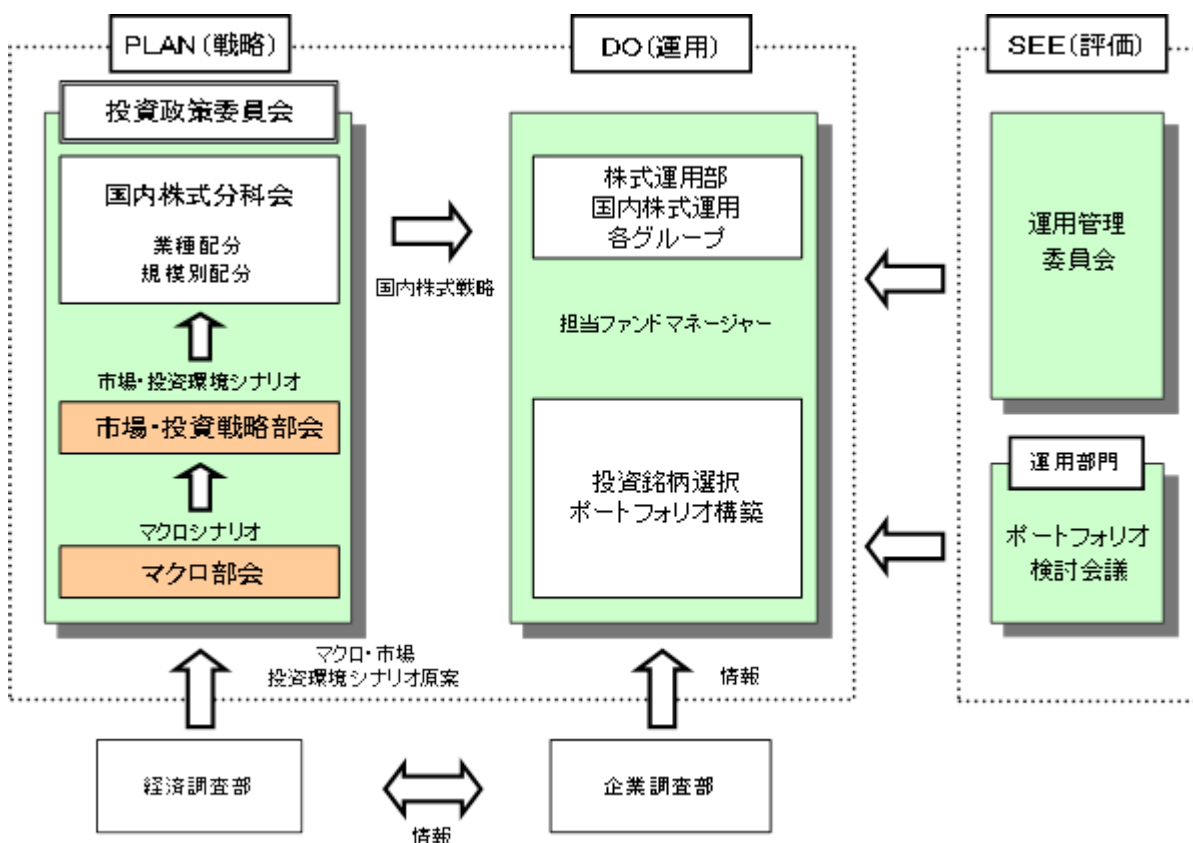 PLAN(戦略)
投資政策委員会
国内株式分科会
業種配分
規模別配分
市場・投資環境シナリオ
市場・投資戦略部会
マクロシナリオ
マクロ部会
国内株式戦略
DO(運用)
株式運用部
国内株式運用
各グループ
担当ファンドマネージャー
投資銘柄選択
ポートフォリオ構築
SEE(評価)
運用管理
委員会
運用部門
ポートフォリオ
検討会議
マクロ・市場
投資環境シナリオ原案
情報
経済調査部
情報
企業調査部